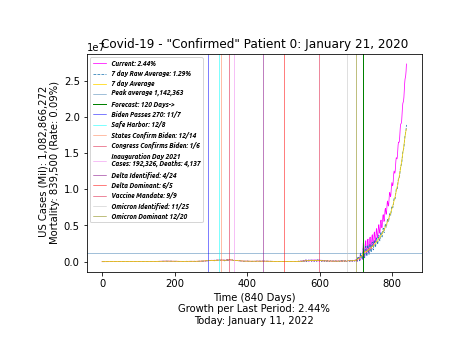 Covid-19 - "Confirmed" Patient 0: January 21, 2020
1e7
Current: 2.44%
7 day Raw Average: 1.29%
7 day Average
Peak average 1,142,363
Forecast: 120 Days->
Biden Passes 270: 11/7
Safe Harbor: 12/8
States Confirm Biden: 12/14
Congress Confirms Biden: 1/6
Inauguration Day 2021
Cases: 192,326, Deaths: 4,137
Delta Identified: 4/24
Delta Dominant: 6/5
Vaccine Mandate: 9/9
Omicron Identified: 11/25
Omicron Dominant 12/20
US Cases (Mil): 1,082,866,272
Mortality: 839,500 (Rate: 0.09%)
2.5
2.0
1.5
1.0
0.5
0.0
0 200 400 600 800
Time (840 Days)
Growth per Last Period: 2.44%
Today: January 11, 2022